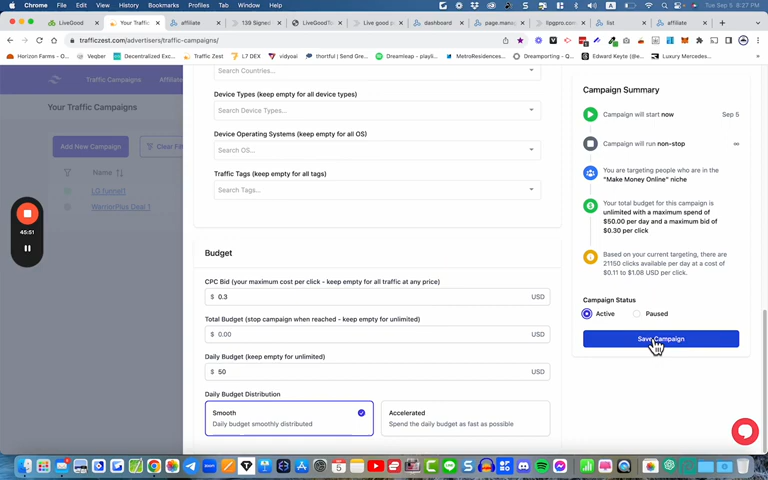 Chrome File Edit View History Bookmarks Profiles Tab Window Help
Tue Sep 5 8:27 PM
LiveGood
Your Traffic
affiliate
139 Signed
LiveGoodTo
Live good p
dashboard
page.manag
lipgpro.com
list
affiliate
trafficzest.com/advertisers/traffic-campaigns/
Horizon Farms - O...
Veqber
Decentralized Exc...
Traffic Zest
L7 DEX
vidyoai
thortful | Send Gre...
Dreamleap - playli...
MetroResidences...
Dreamporting - Q...
Edward Keyte (@e...
Luxury Mercedes...
Traffic Campaigns
Affiliate
Your Traffic Campaigns
Add New Campaign
Clear Filt
Name
LG funnel1
WarriorPlus Deal 1
45:51
Search Countries...
Device Types (keep empty for all device types)
Search Device Types...
Device Operating Systems (keep empty for all OS)
Search OS...
Traffic Tags (keep empty for all tags)
Search Tags...
Budget
CPC Bid (your maximum cost per click - keep empty for all traffic at any price)
$ 0.3 USD
Total Budget (stop campaign when reached - keep empty for unlimited)
$ 0.00 USD
Daily Budget (keep empty for unlimited)
$ 50 USD
Daily Budget Distribution
Smooth
Daily budget smoothly distributed
Accelerated
Spend the daily budget as fast as possible
Campaign Summary
Campaign will start now Sep 5
Campaign will run non-stop ∞
You are targeting people who are in the
"Make Money Online" niche
Your total budget for this campaign is
unlimited with a maximum spend of
$50.00 per day and a maximum bid of
$0.30 per click
Based on your current targeting, there are
21150 clicks available per day at a cost of
$0.11 to $1.08 USD per click.
Campaign Status
Active Paused
Save Campaign